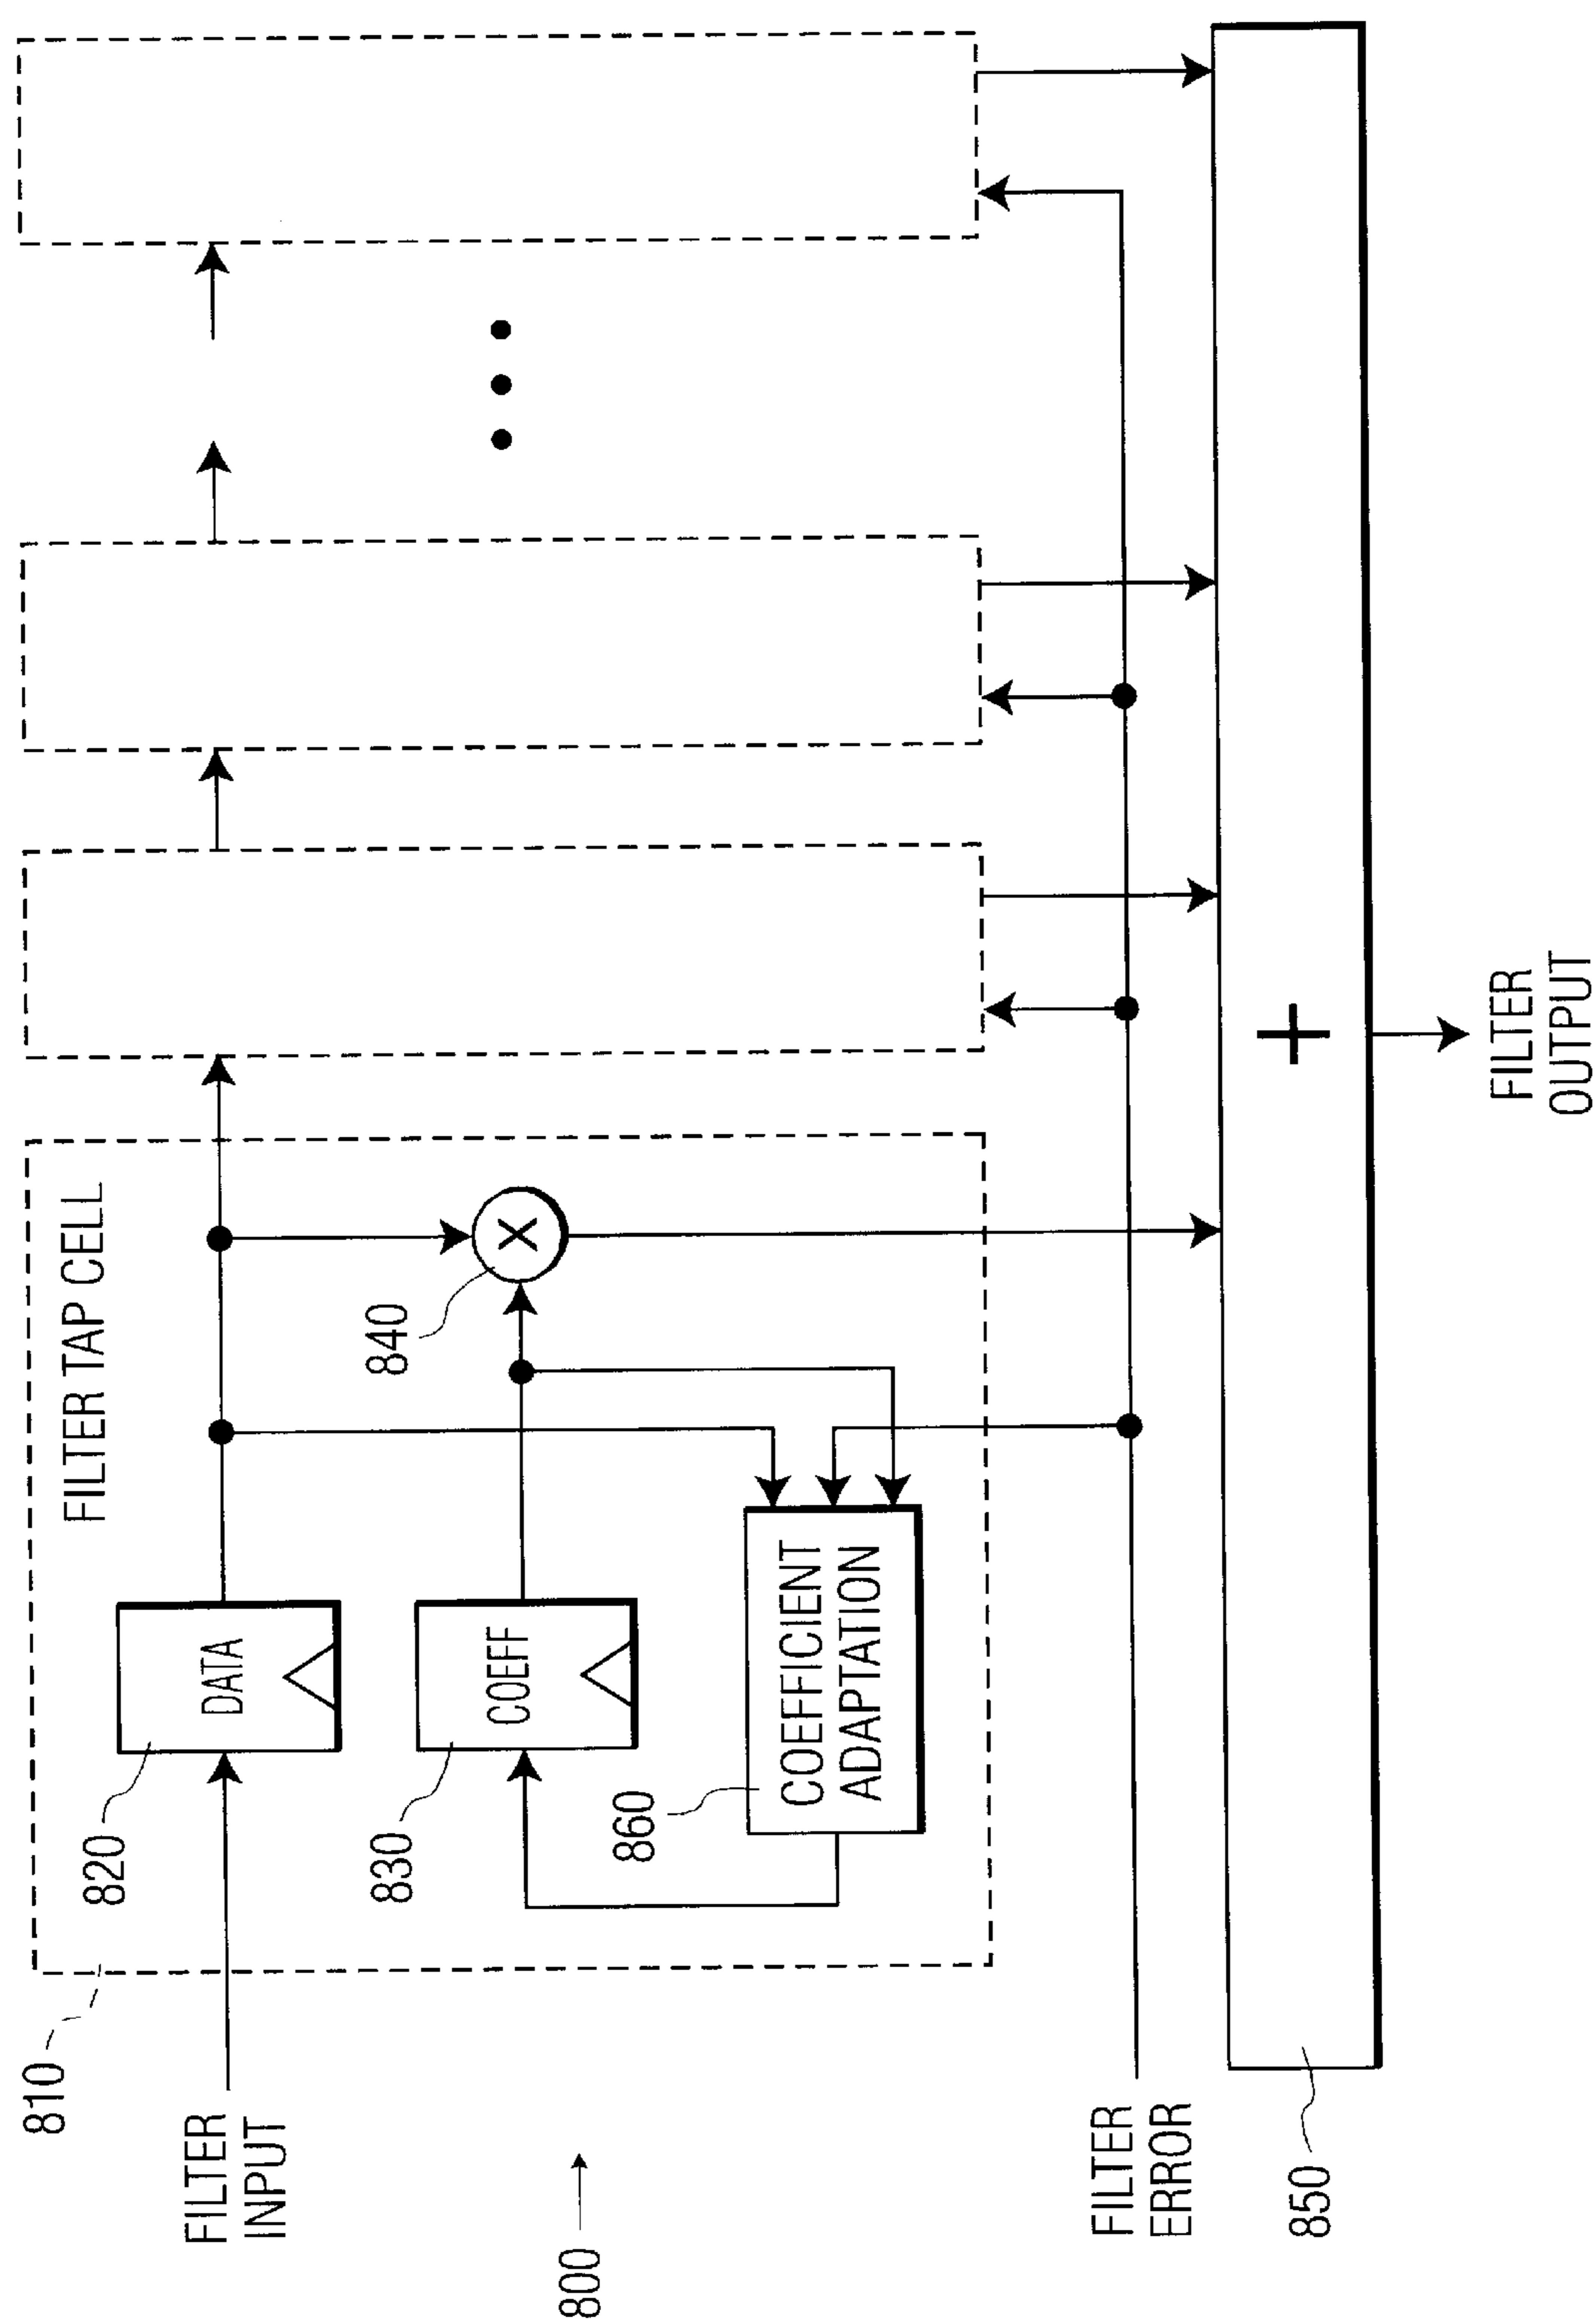 810
FILTER TAP CELL
FILTER
INPUT
820
DATA
830
COEFF
840
X
860
COEFFICIENT
ADAPTATION
800
FILTER
ERROR
850
+
FILTER
OUTPUT